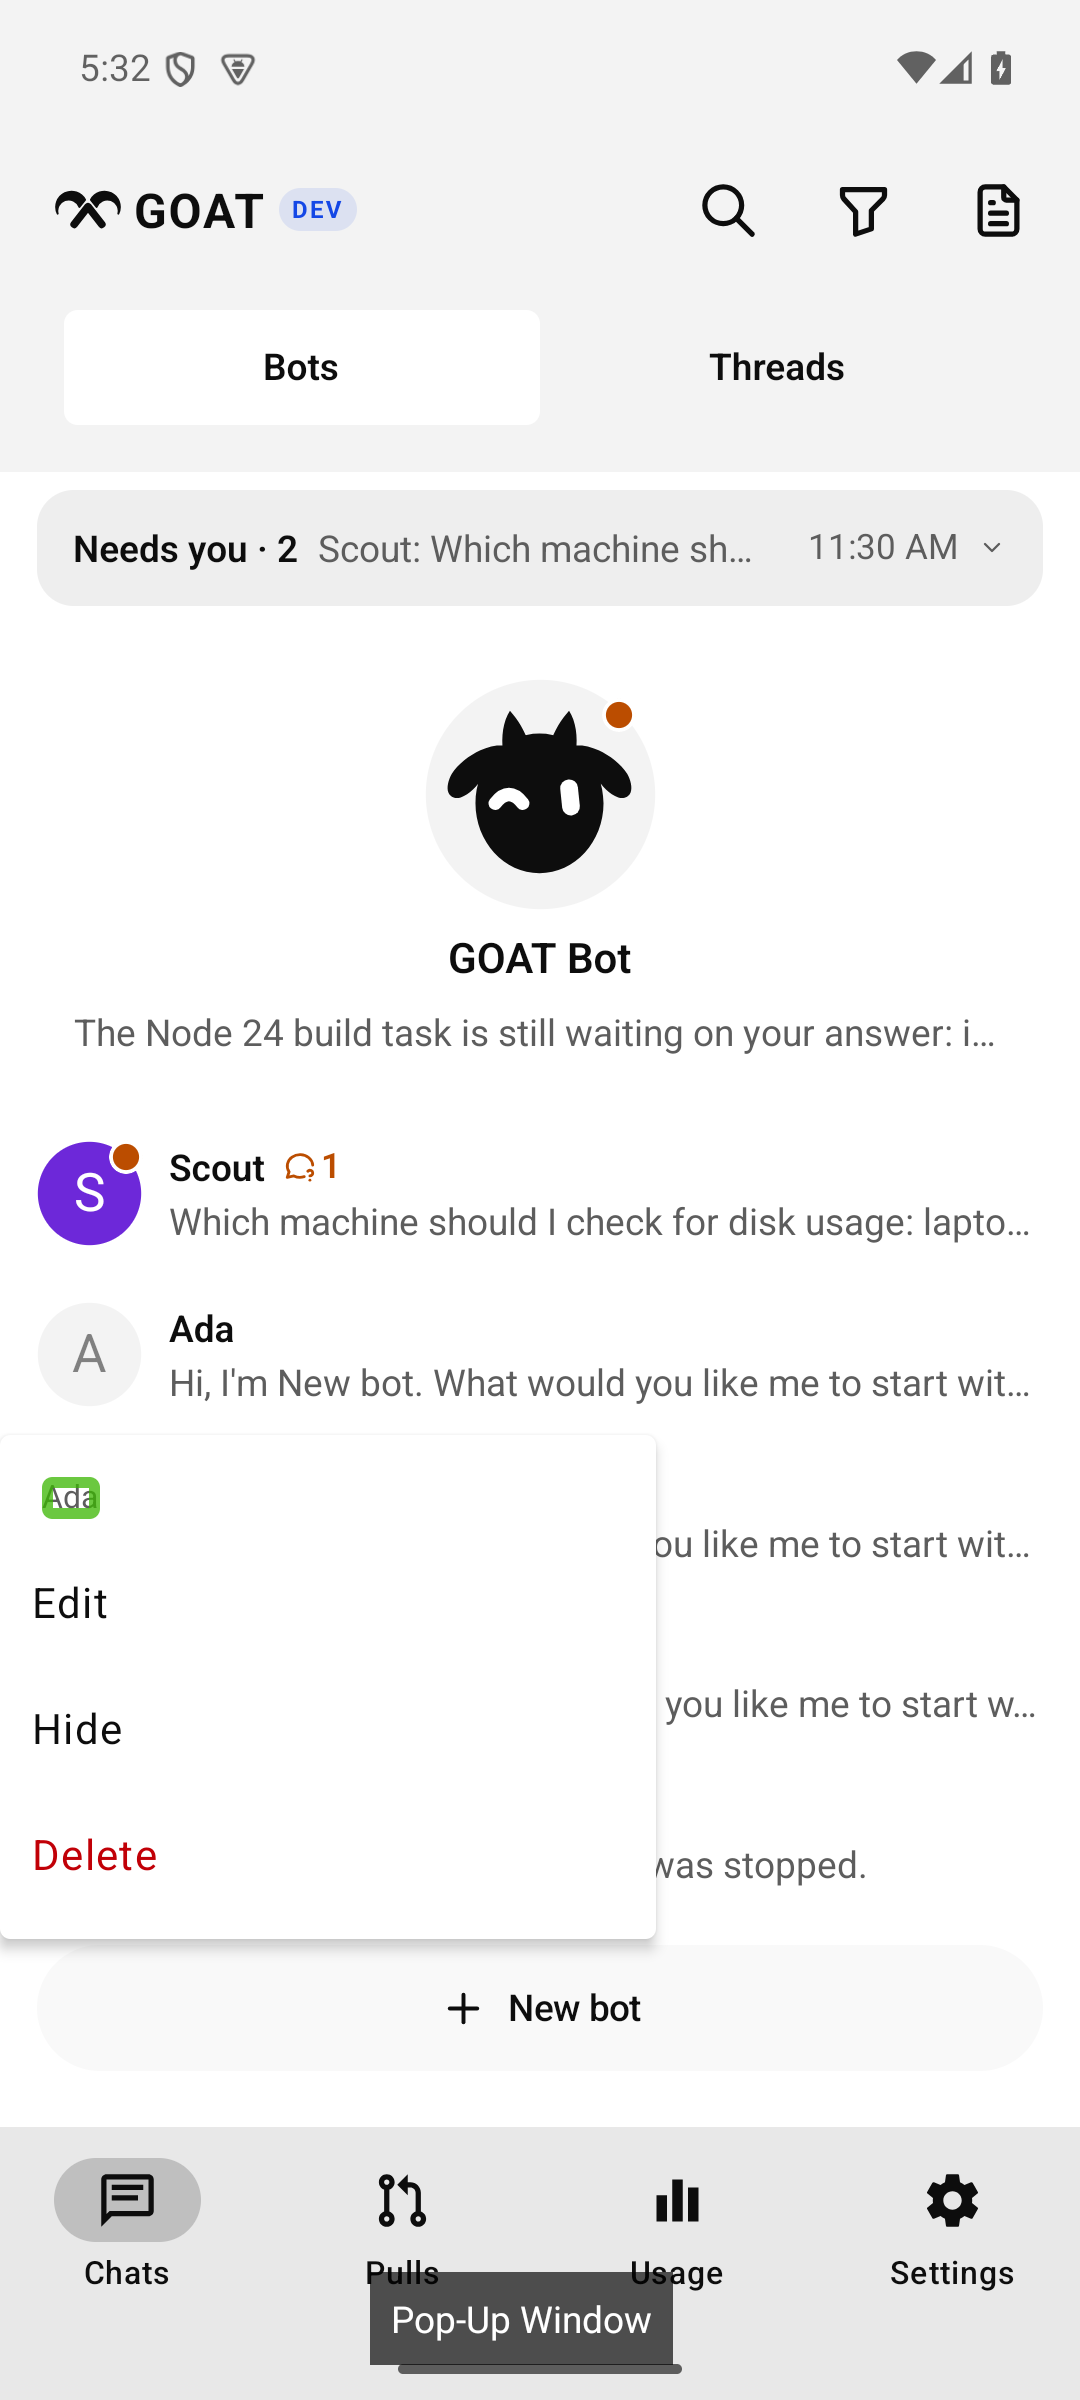 5:32
GOAT DEV
Bots
Threads
Needs you · 2 Scout: Which machine sh... 11:30 AM
GOAT Bot
The Node 24 build task is still waiting on your answer: i...
S
Scout 1
Which machine should I check for disk usage: lapto...
A
Ada
Hi, I'm New bot. What would you like me to start wit...
Ada
ou like me to start wit...
Edit
you like me to start w...
Hide
Delete
was stopped.
New bot
Chats
Pulls
Usage
Settings
Pop-Up Window